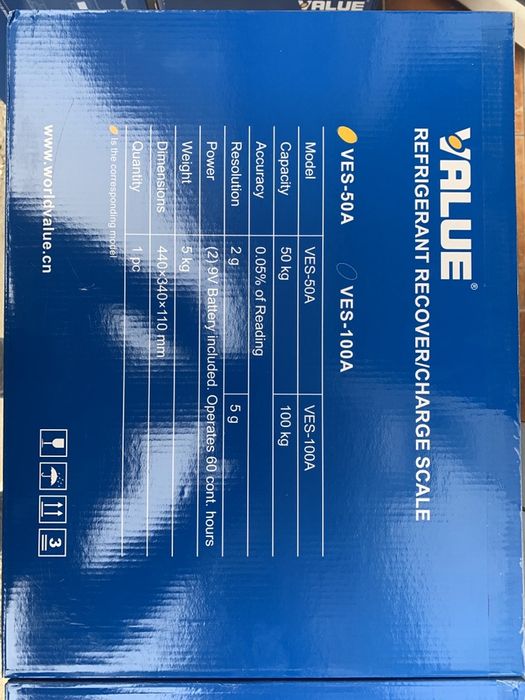 VALUE
VALUE®
REFRIGERANT RECOVER/CHARGE SCALE
VES-50A VES-100A
Model VES-50A VES-100A
Capacity 50 kg 100 kg
Accuracy 0.05% of Reading
Resolution 2 g 5 g
Power (2) 9V Battery included. Operates 60 cont. hours
Weight 5 kg
Dimensions 440×340×110 mm
Quantity 1 pc
Is the corresponding model
www.worldvalue.cn
3